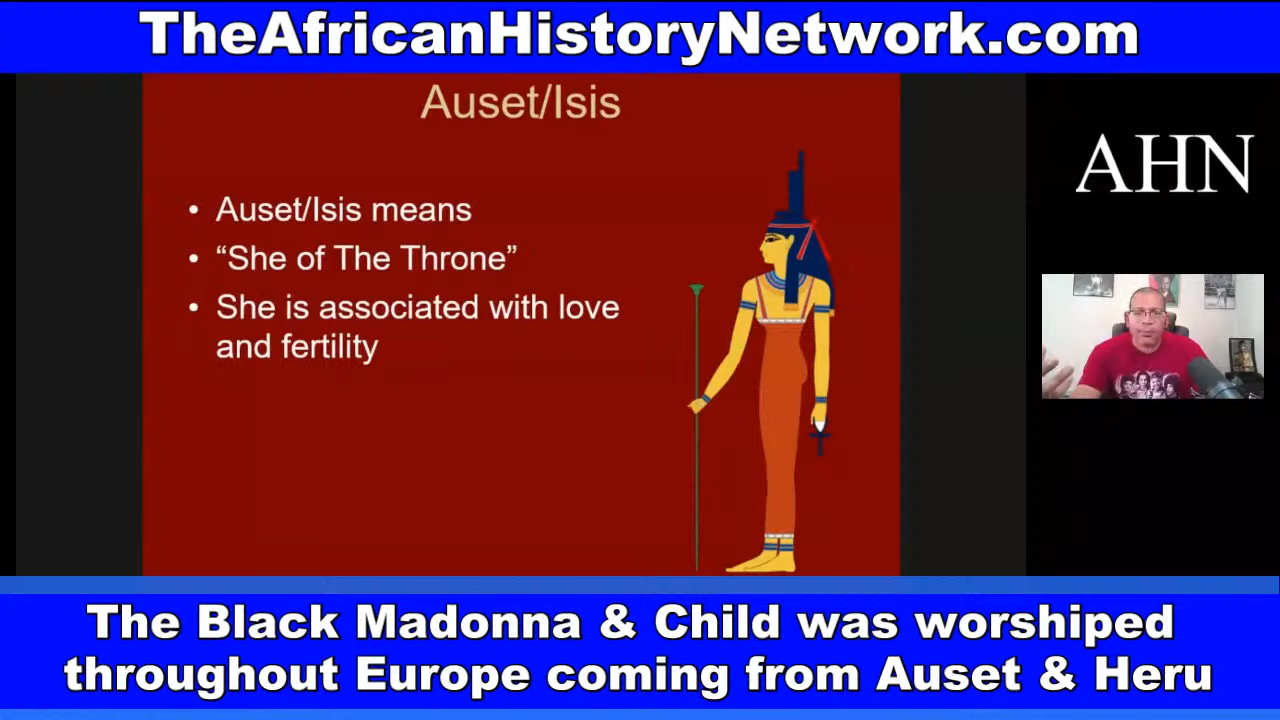 TheAfricanHistoryNetwork.com
Auset/Isis
AHN
• Auset/Isis means
• “She of The Throne”
• She is associated with love
and fertility
The Black Madonna & Child was worshiped
throughout Europe coming from Auset & Heru